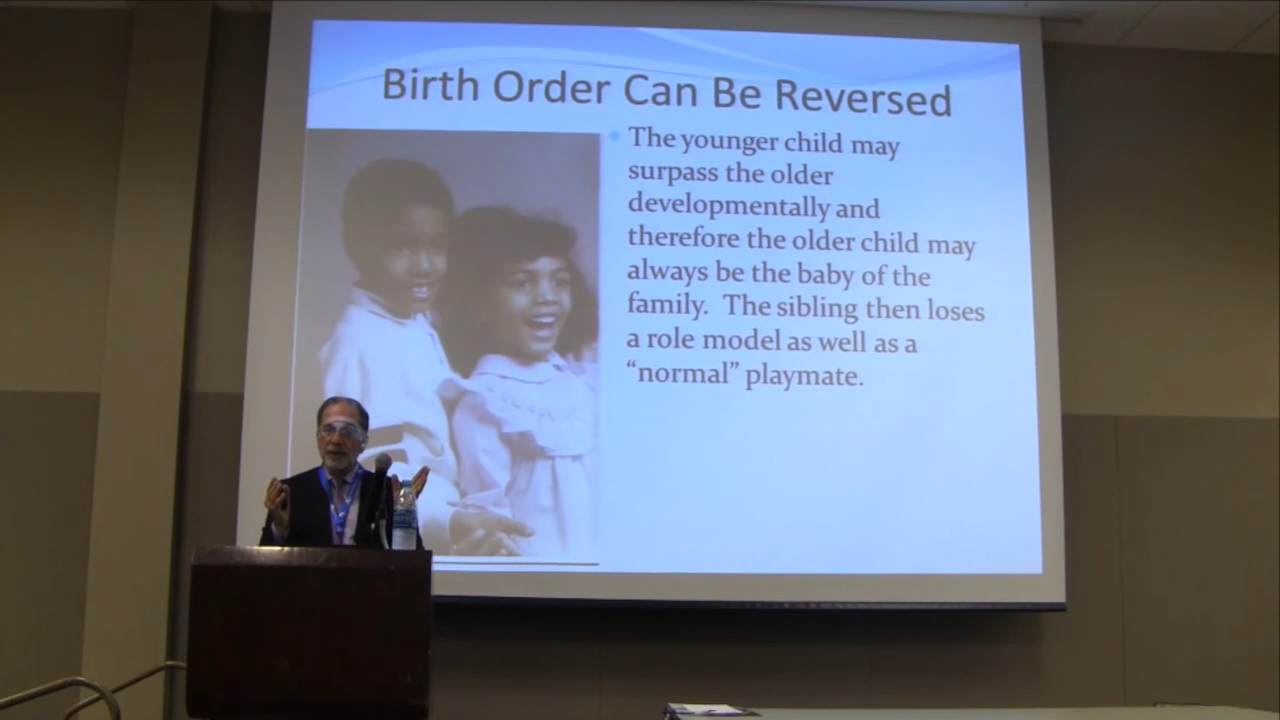 Birth Order Can Be Reversed
The younger child may
surpass the older
developmentally and
therefore the older child may
always be the baby of the
family. The sibling then loses
a role model as well as a
“normal” playmate.